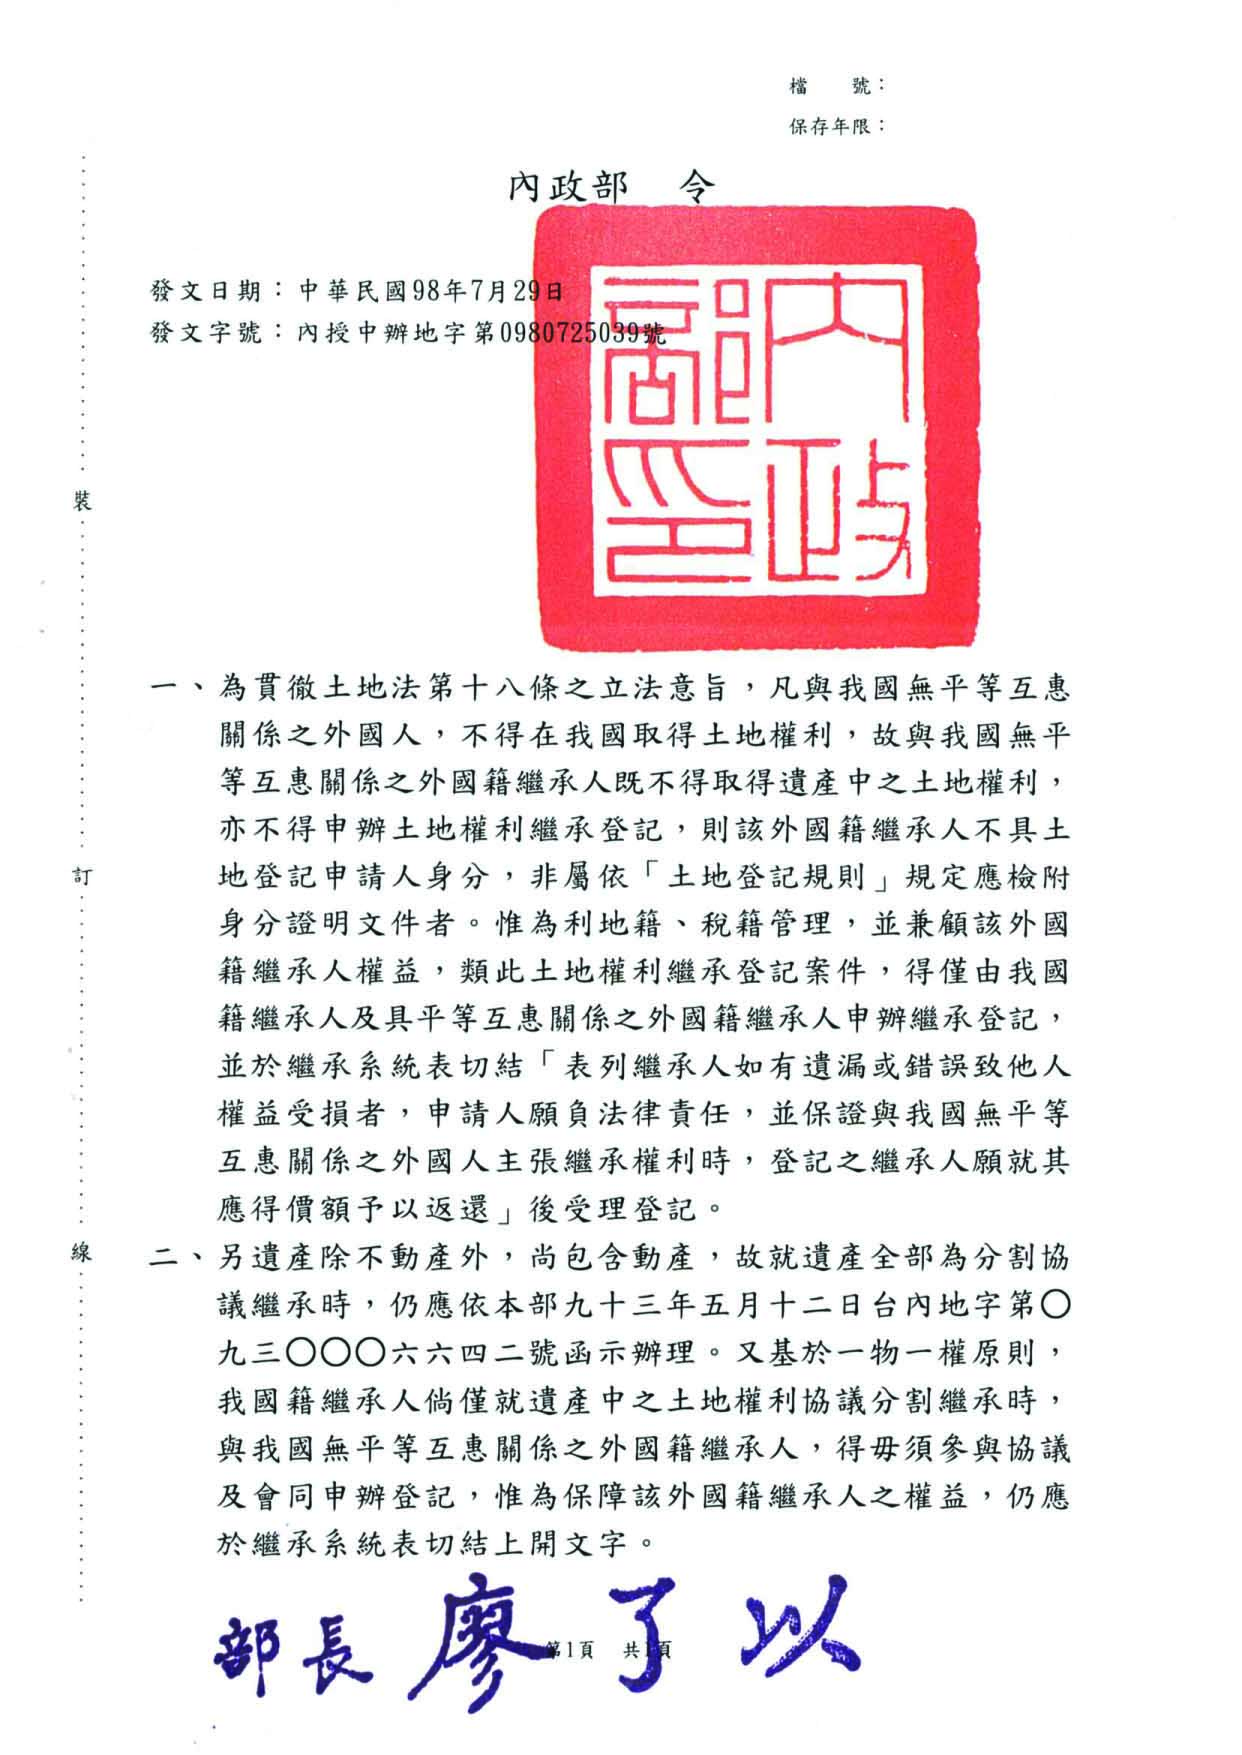 檔　　號：
保存年限：
內政部　令
發文日期：中華民國98年7月29日
發文字號：內授中辦地字第0980725039號
內政部印
裝
訂
線
一、為貫徹土地法第十八條之立法意旨，凡與我國無平等互惠
關係之外國人，不得在我國取得土地權利，故與我國無平
等互惠關係之外國籍繼承人既不得取得遺產中之土地權利，
亦不得申辦土地權利繼承登記，則該外國籍繼承人不具土
地登記申請人身分，非屬依「土地登記規則」規定應檢附
身分證明文件者。惟為利地籍、稅籍管理，並兼顧該外國
籍繼承人權益，類此土地權利繼承登記案件，得僅由我國
籍繼承人及具平等互惠關係之外國籍繼承人申辦繼承登記，
並於繼承系統表切結「表列繼承人如有遺漏或錯誤致他人
權益受損者，申請人願負法律責任，並保證與我國無平等
互惠關係之外國人主張繼承權利時，登記之繼承人願就其
應得價額予以返還」後受理登記。
二、另遺產除不動產外，尚包含動產，故就遺產全部為分割協
議繼承時，仍應依本部九十三年五月十二日台內地字第〇
九三〇〇〇六六四二號函示辦理。又基於一物一權原則，
我國籍繼承人倘僅就遺產中之土地權利協議分割繼承時，
與我國無平等互惠關係之外國籍繼承人，得毋須參與協議
及會同申辦登記，惟為保障該外國籍繼承人之權益，仍應
於繼承系統表切結上開文字。
部長 廖了以
第1頁　共1頁